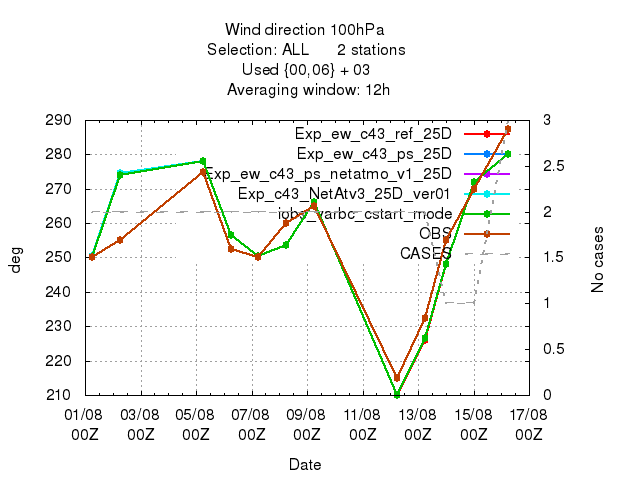 Wind direction 100hPa
Selection: ALL 2 stations
Used {00,06} + 03
Averaging window: 12h
290
280
270
260
250
240
230
220
210
deg
3
2.5
2
1.5
1
0.5
0
No cases
Exp_ew_c43_ref_25D
Exp_ew_c43_ps_25D
Exp_ew_c43_ps_netatmo_v1_25D
Exp_c43_NetAtv3_25D_ver01
OBS
CASES
01/08 03/08 05/08 07/08 09/08 11/08 13/08 15/08 17/08
00Z 00Z 00Z 00Z 00Z 00Z 00Z 00Z 00Z
Date